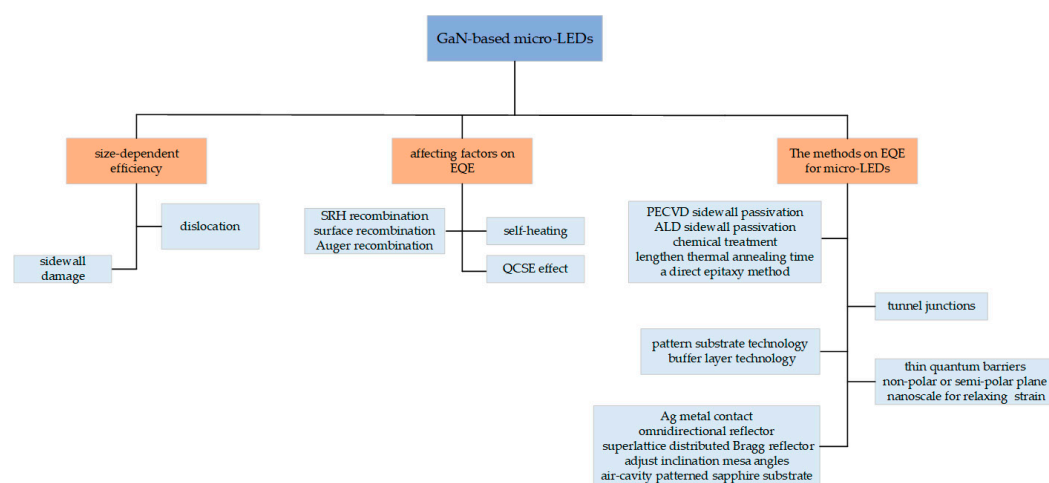 GaN-based micro-LEDs
size-dependent
efficiency
dislocation
sidewall
damage
affecting factors on
EQE
SRH recombination
surface recombination
Auger recombination
self-heating
QCSE effect
The methods on EQE
for micro-LEDs
PECVD sidewall passivation
ALD sidewall passivation
chemical treatment
lengthen thermal annealing time
a direct epitaxy method
tunnel junctions
pattern substrate technology
buffer layer technology
thin quantum barriers
non-polar or semi-polar plane
nanoscale for relaxing strain
Ag metal contact
omnidirectional reflector
superlattice distributed Bragg reflector
adjust inclination mesa angles
air-cavity patterned sapphire substrate